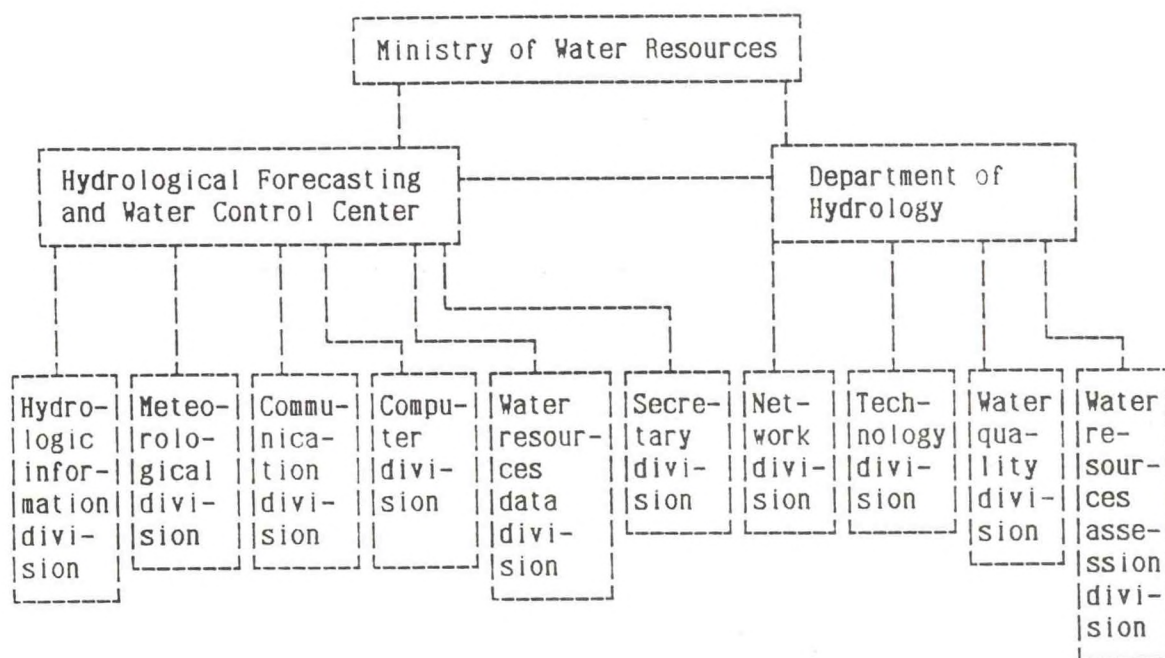 Ministry of Water Resources
Hydrological Forecasting
and Water Control Center
Department of
Hydrology
Hydro-
logic
infor-
mation
divi-
sion
Meteo-
rolo-
gical
divi-
sion
Commu-
nica-
tion
divi-
sion
Compu-
ter
divi-
sion
Water
resour-
ces
data
divi-
sion
Secre-
tary
divi-
sion
Net-
work
divi-
sion
Tech-
nology
divi-
sion
Water
qua-
lity
divi-
sion
Water
re-
sour-
ces
asse-
ssion
divi-
sion